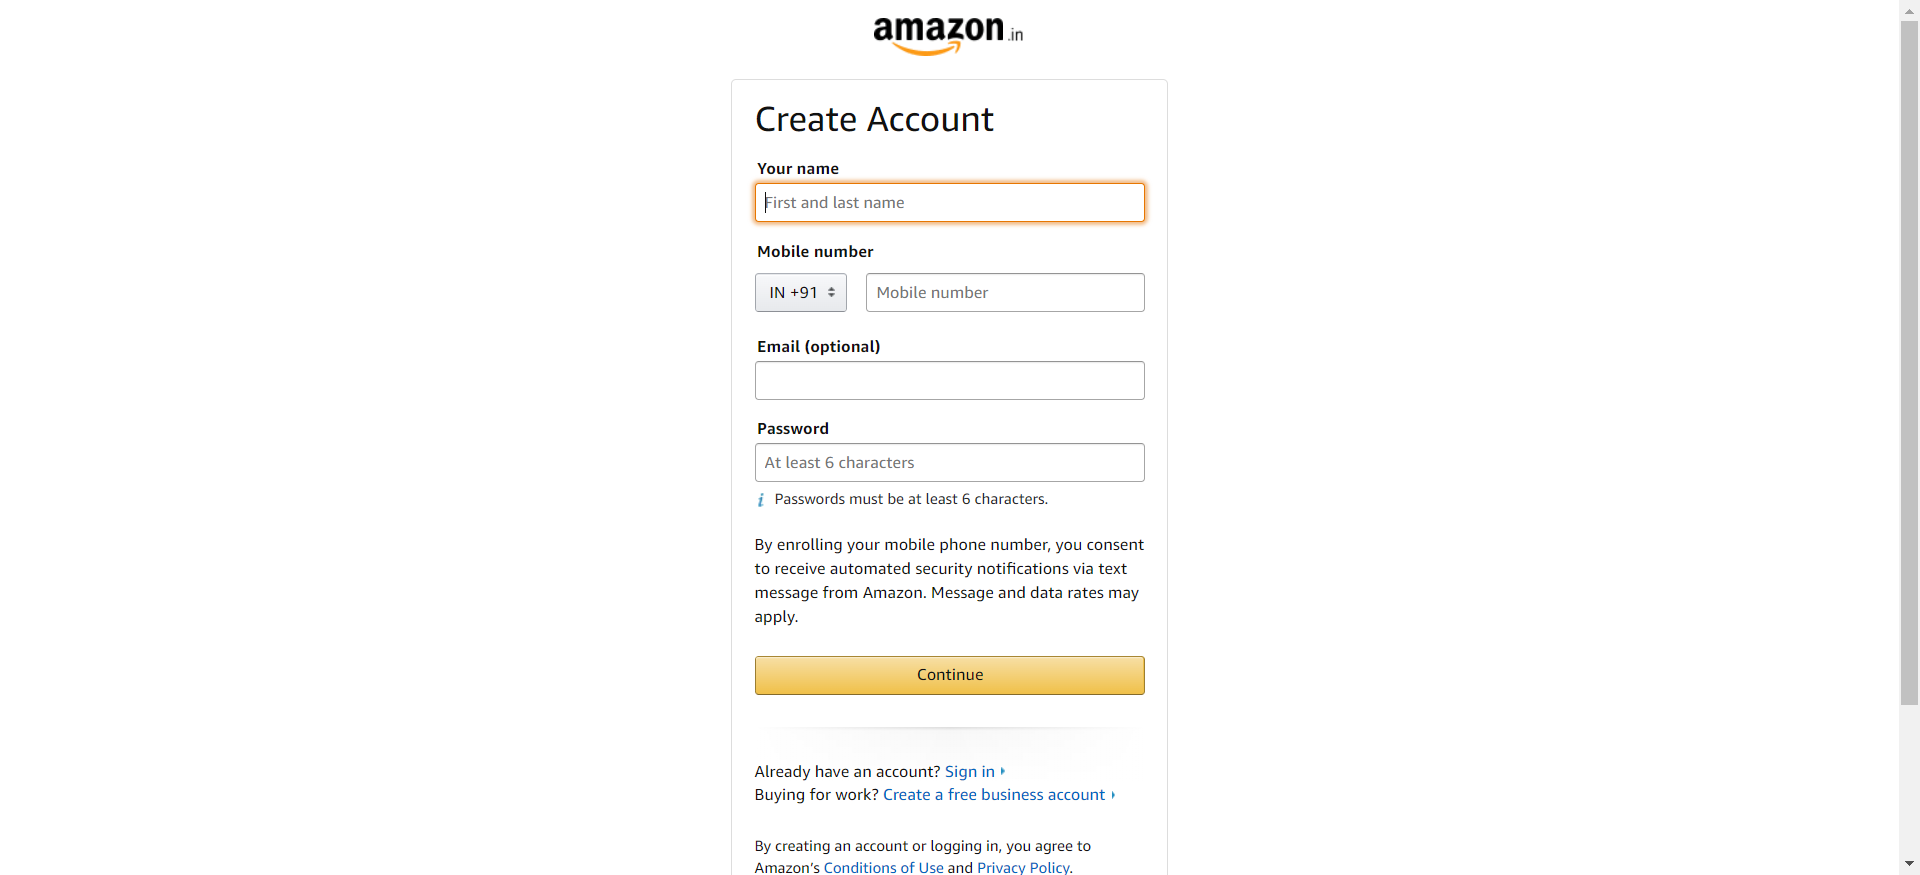 amazon.in
Create Account
Your name
First and last name
Mobile number
IN +91 Mobile number
Email (optional)
Password
At least 6 characters
i Passwords must be at least 6 characters.
By enrolling your mobile phone number, you consent
to receive automated security notifications via text
message from Amazon. Message and data rates may
apply.
Continue
Already have an account? Sign in
Buying for work? Create a free business account
By creating an account or logging in, you agree to
Amazon’s Conditions of Use and Privacy Policy.